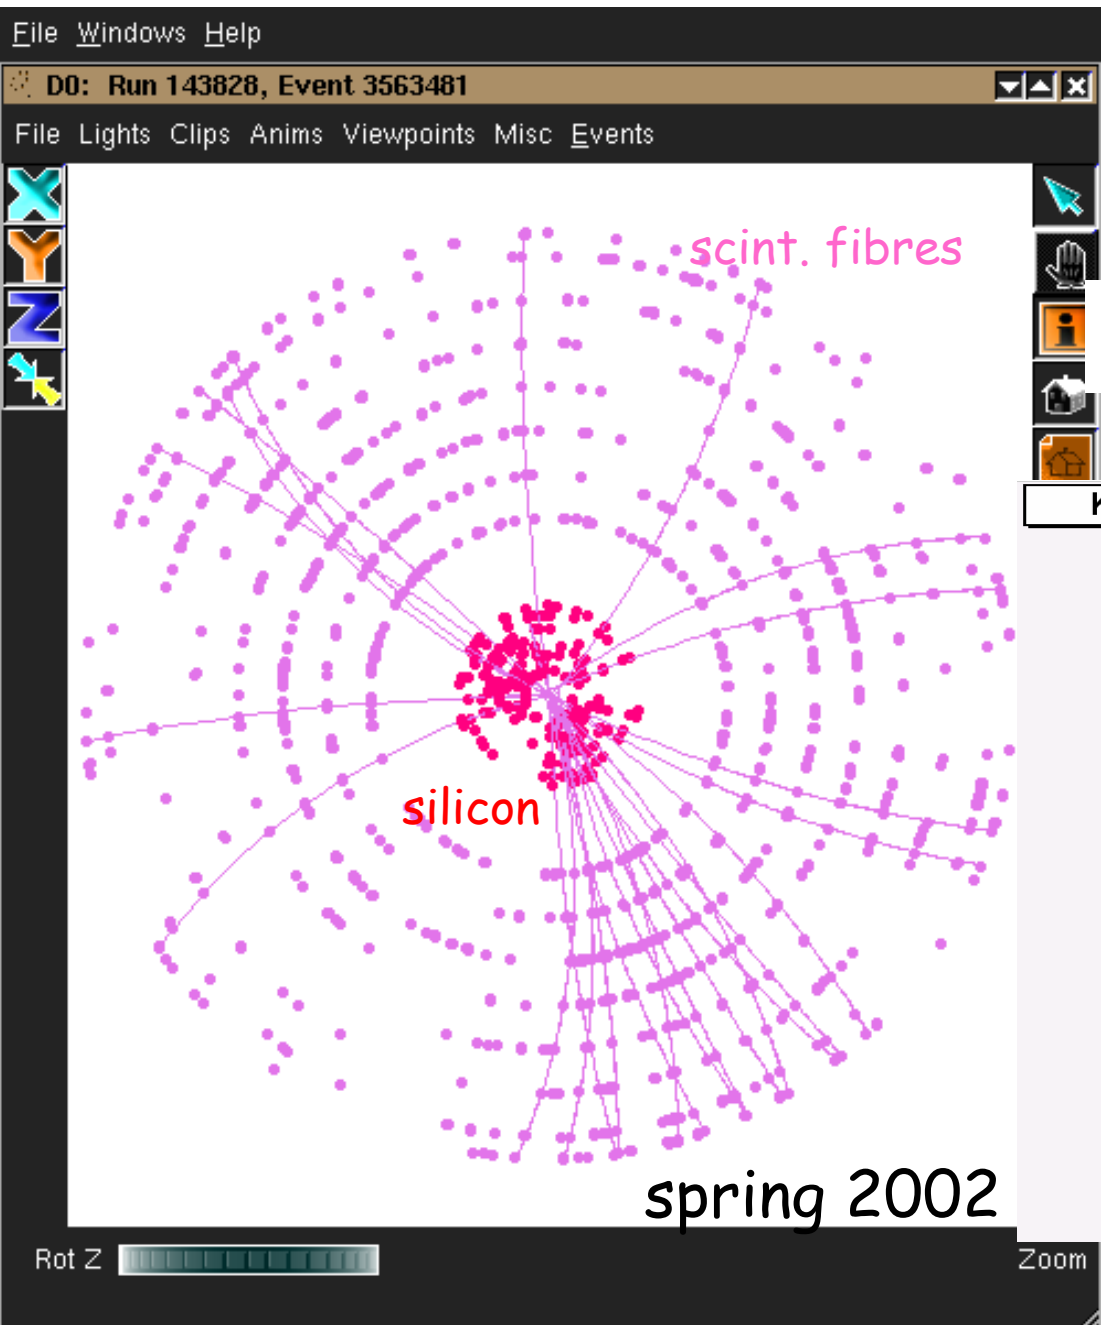 File Windows Help
D0: Run 143828, Event 3563481
File Lights Clips Anims Viewpoints Misc Events
X
Y
Z
scint. fibres
i
K
silicon
spring 2002
Rot Z
Zoom